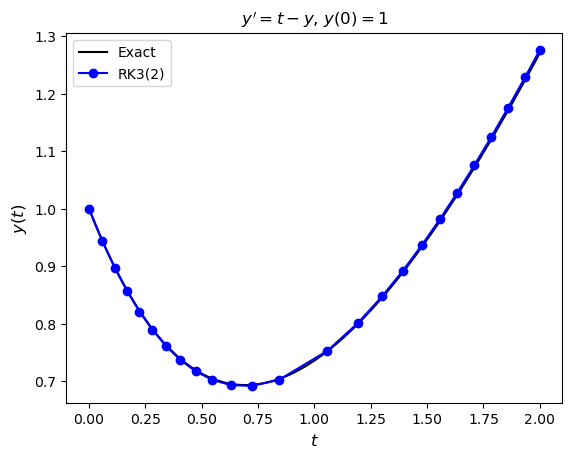 y′ = t − y, y(0) = 1
Exact
RK3(2)
1.3
1.2
1.1
1.0
0.9
0.8
0.7
y(t)
0.00 0.25 0.50 0.75 1.00 1.25 1.50 1.75 2.00
t